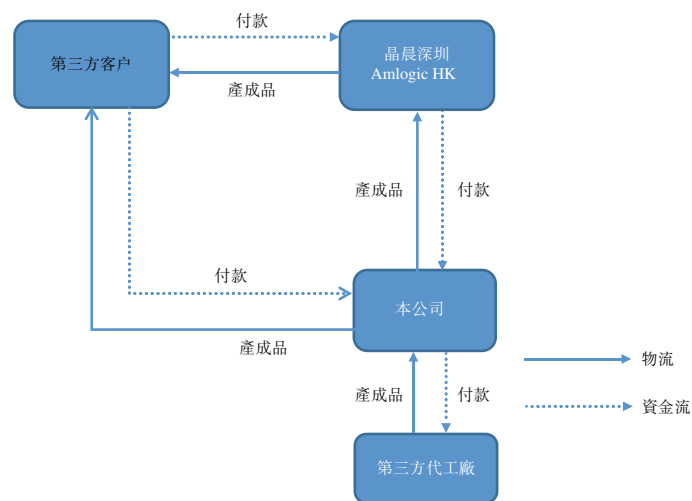 付款
第三方客户
晶晨深圳
Amlogic HK
產成品
產成品
付款
付款
本公司
產成品
物流
產成品
付款
資金流
第三方代工廠